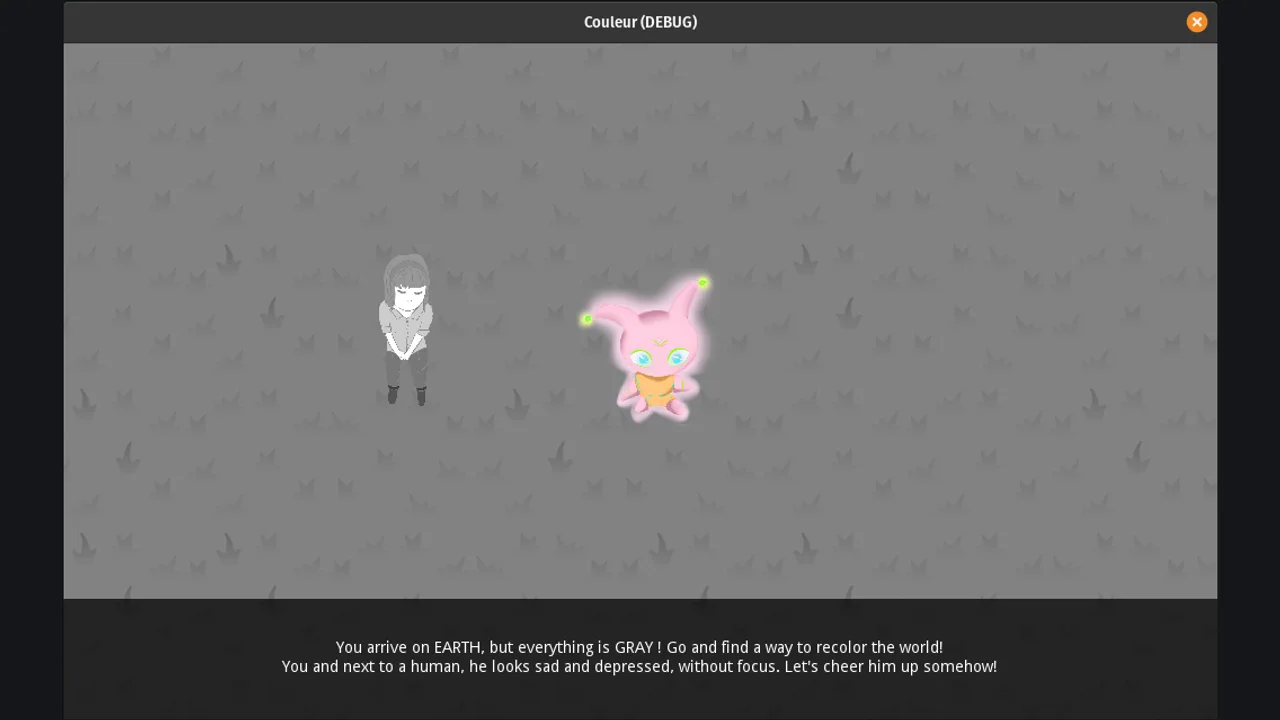 Couleur (DEBUG)
You arrive on EARTH, but everything is GRAY ! Go and find a way to recolor the world!
You and next to a human, he looks sad and depressed, without focus. Let's cheer him up somehow!